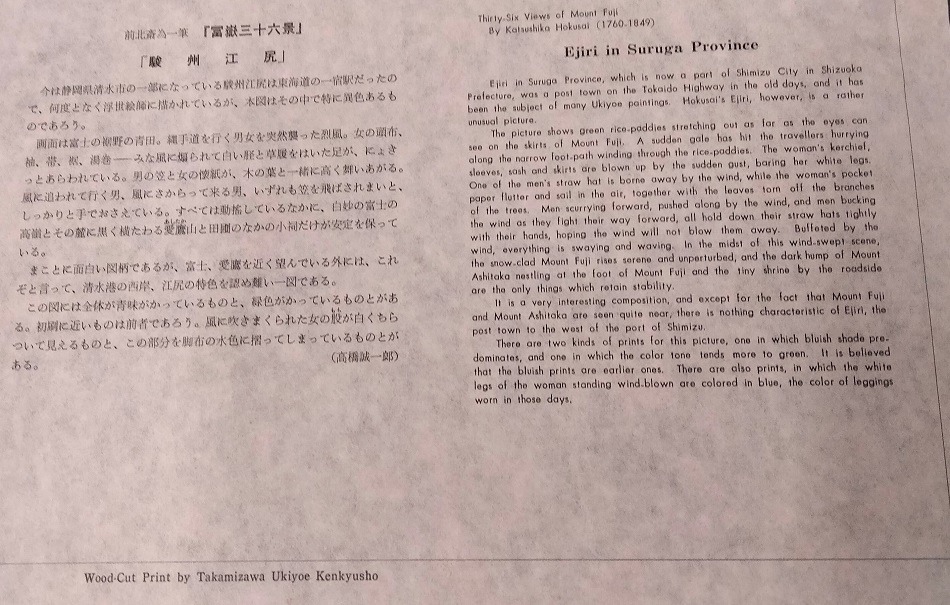 前北斎為一筆 「富嶽三十六景」
「駿州江尻」
今は静岡県清水市の一部になっている駿州江尻は東海道の一宿駅だったの
で、何度となく浮世絵師に描かれているが、本図はその中で特に異色あるも
のであろう。
画面は富士の裾野の青田。縄手道を行く男女を突然襲った烈風。女の頭布、
袖、帯、裾、湯巻――みな風に煽られて白い脛と草履をはいた足が、にょき
っとあらわれている。男の笠と女の懐紙が、木の葉と一緒に高く舞いあがる。
風に追われて行く男、風にさからって来る男、いずれも笠を飛ばされまいと、
しっかりと手でおさえている。すべては動揺しているなかに、白妙の富士の
高嶺とその麓に黒く横たわる愛鷹山と田圃のなかの小祠だけが安定を保って
いる。
まことに面白い図柄であるが、富士、愛鷹を近く望んでいる外には、これ
ぞと言って、清水港の西岸、江尻の特色を認め難い一図である。
この図には全体が青味がかっているものと、緑色がかっているものとがあ
る。初刷に近いものは前者であろう。風に吹きまくられた女の股が白くちら
ついて見えるものと、この部分を脚布の水色に摺ってしまっているものとが
ある。 (高橋誠一郎)
Thirty-Six Views of Mount Fuji
By Katsushika Hokusai (1760-1849)
Ejiri in Suruga Province
Ejiri in Suruga Province, which is now a part of Shimizu City in Shizuoka
Prefecture, was a post town on the Tokaido Highway in the old days, and it has
been the subject of many Ukiyoe paintings. Hokusai's Ejiri, however, is a rather
unusual picture.
The picture shows green rice-paddies stretching out as far as the eyes can
see on the skirts of Mount Fuji. A sudden gale has hit the travellers hurrying
along the narrow foot-path winding through the rice-paddies. The woman's kerchief,
sleeves, sash and skirts are blown up by the sudden gust, baring her white legs.
One of the men's straw hat is borne away by the wind, while the woman's pocket
paper flutter and sail in the air, together with the leaves torn off the branches
of the trees. Men scurrying forward, pushed along by the wind, and men bucking
the wind as they fight their way forward, all hold down their straw hats tightly
with their hands, hoping the wind will not blow them away. Buffeted by the
wind, everything is swaying and waving. In the midst of this wind-swept scene,
the snow-clad Mount Fuji rises serene and unperturbed, and the dark hump of Mount
Ashitaka nestling at the foot of Mount Fuji and the tiny shrine by the roadside
are the only things which retain stability.
It is a very interesting composition, and except for the fact that Mount Fuji
and Mount Ashitaka are seen quite near, there is nothing characteristic of Ejiri, the
post town to the west of the port of Shimizu.
There are two kinds of prints for this picture, one in which bluish shade pre-
dominates, and one in which the color tone tends more to green. It is believed
that the bluish prints are earlier ones. There are also prints, in which the white
legs of the woman standing wind-blown are colored in blue, the color of leggings
worn in those days.
Wood-Cut Print by Takamizawa Ukiyoe Kenkyusho